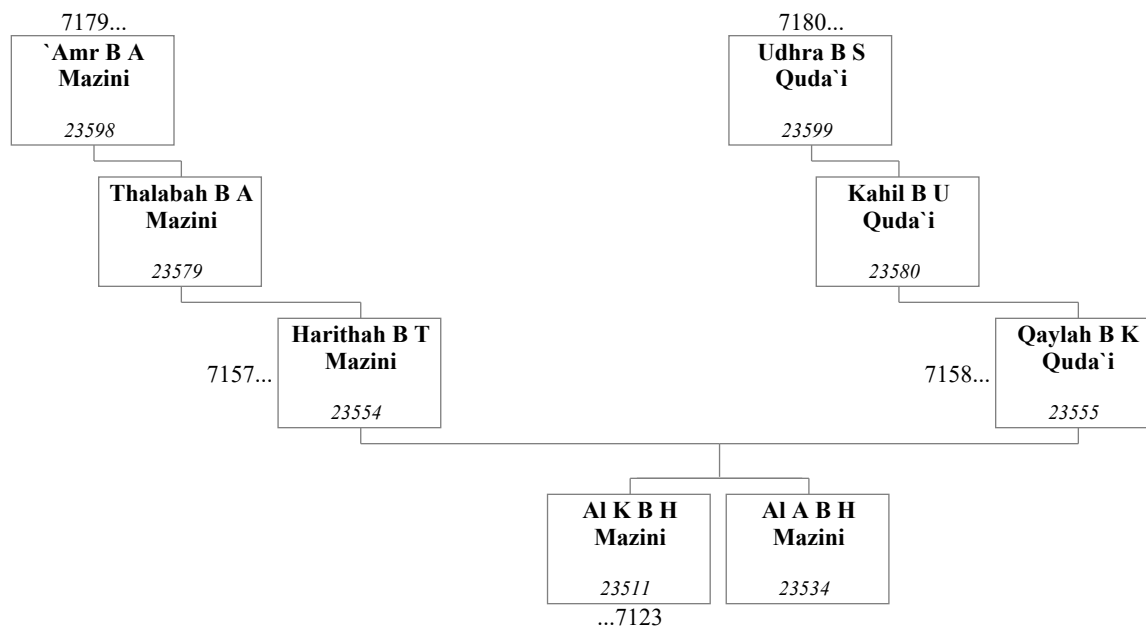 7179...
`Amr B A
Mazini
23598
7180...
Udhra B S
Quda`i
23599
Thalabah B A
Mazini
23579
Kahil B U
Quda`i
23580
7157...
Harithah B T
Mazini
23554
7158...
Qaylah B K
Quda`i
23555
Al K B H
Mazini
23511
...7123
Al A B H
Mazini
23534